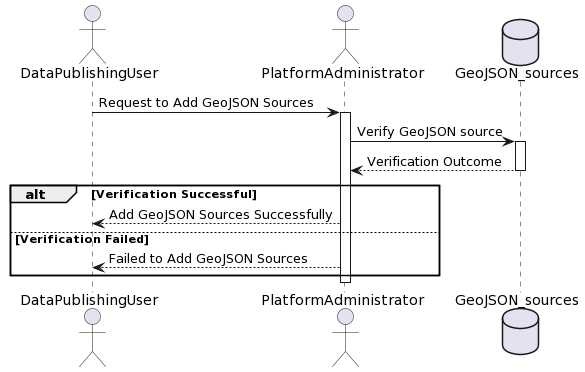 DataPublishingUser
PlatformAdministrator
GeoJSON_sources
Request to Add GeoJSON Sources
Verify GeoJSON source
Verification Outcome
alt [Verification Successful]
Add GeoJSON Sources Successfully
[Verification Failed]
Failed to Add GeoJSON Sources
DataPublishingUser
PlatformAdministrator
GeoJSON_sources